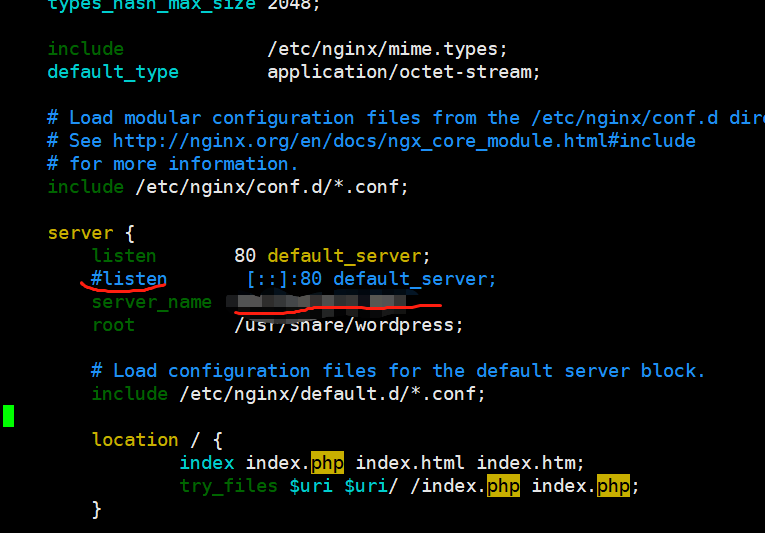 types_hash_max_size 2048;
include /etc/nginx/mime.types;
default_type application/octet-stream;
# Load modular configuration files from the /etc/nginx/conf.d dire
# See http://nginx.org/en/docs/ngx_core_module.html#include
# for more information.
include /etc/nginx/conf.d/*.conf;
server {
listen 80 default_server;
#listen [::]:80 default_server;
server_name
root /usr/share/wordpress;
# Load configuration files for the default server block.
include /etc/nginx/default.d/*.conf;
location / {
index index.php index.html index.htm;
try_files $uri $uri/ /index.php index.php;
}